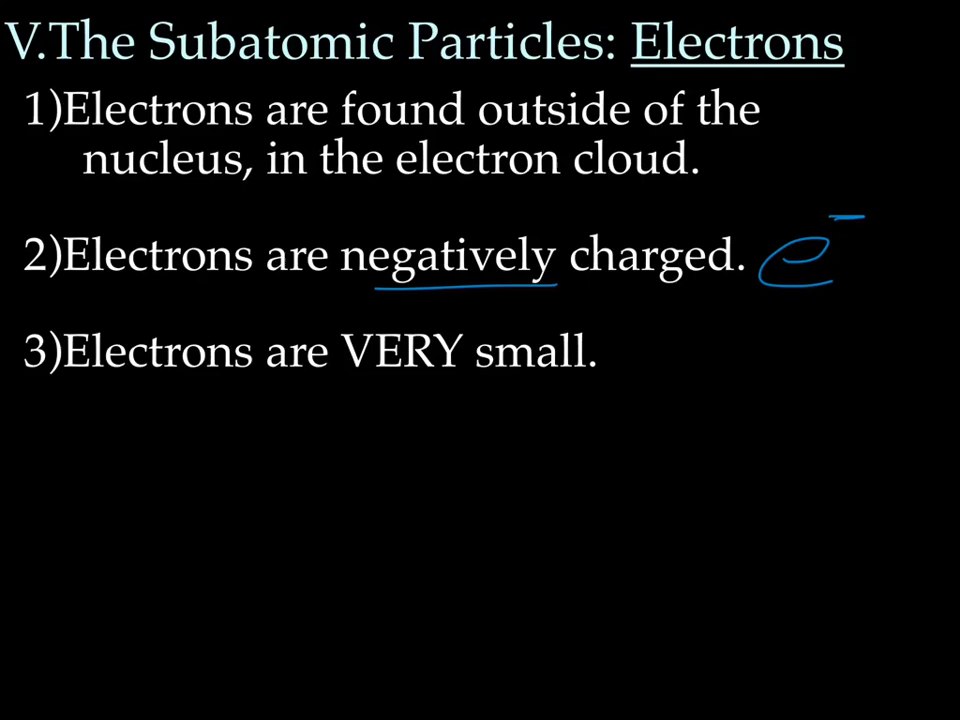 V.The Subatomic Particles: Electrons
1)Electrons are found outside of the
nucleus, in the electron cloud.
2)Electrons are negatively charged. e⁻
3)Electrons are VERY small.